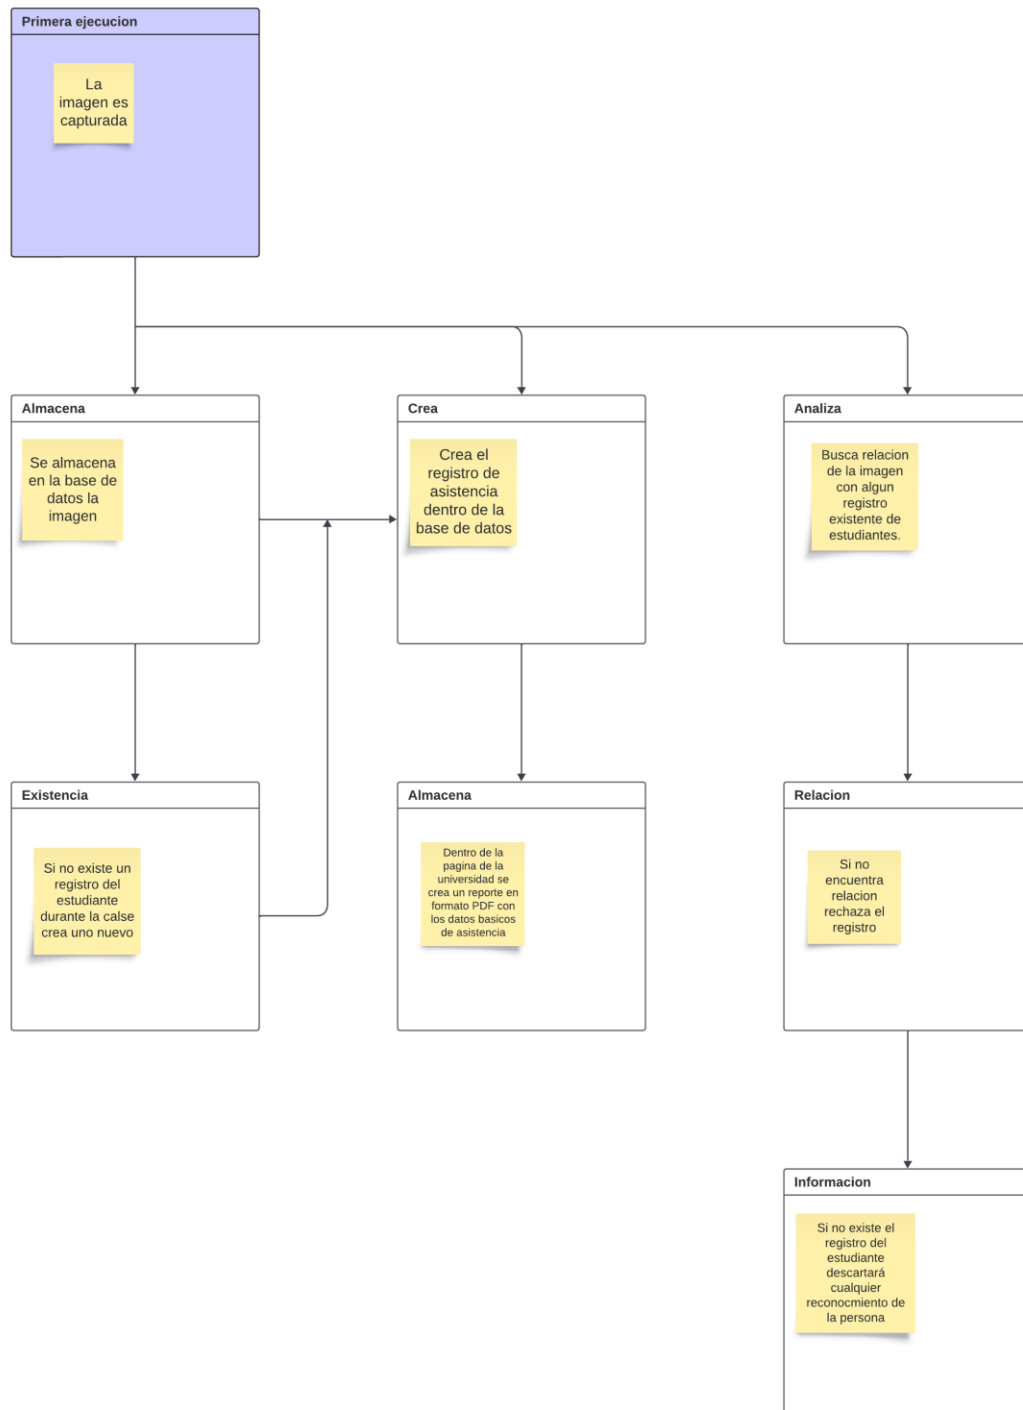 Primera ejecucion
La
imagen es
capturada
Almacena
Se almacena
en la base de
datos la
imagen
Crea
Crea el
registro de
asistencia
dentro de la
base de datos
Analiza
Busca relacion
de la imagen
con algun
registro
existente de
estudiantes.
Existencia
Si no existe un
registro del
estudiante
durante la calse
crea uno nuevo
Almacena
Dentro de la
pagina de la
universidad se
crea un reporte en
formato PDF con
los datos basicos
de asistencia
Relacion
Si no
encuentra
relacion
rechaza el
registro
Informacion
Si no existe el
registro del
estudiante
descartará
cualquier
reconocmiento de
la persona